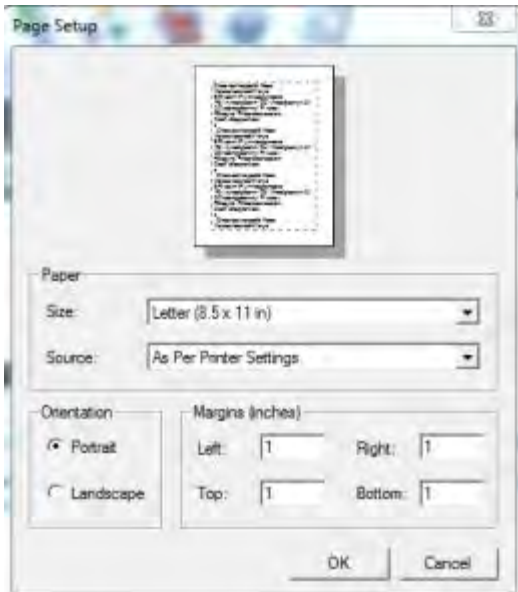 Page Setup
Paper
Size: Letter (8.5 x 11 in)
Source: As Per Printer Settings
Orientation
Portrait
Landscape
Margins (inches)
Left: 1 Right: 1
Top: 1 Bottom: 1
OK Cancel